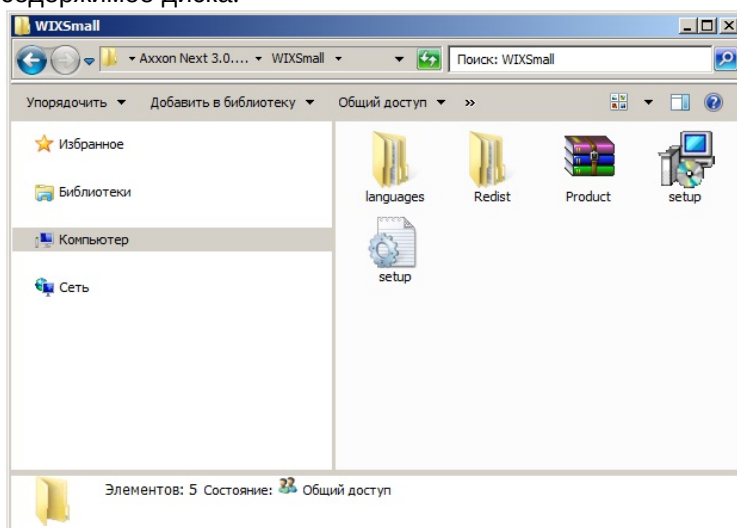 содержимое диска.
WIXSmall
Axxon Next 3.0.... WIXSmall
Поиск: WIXSmall
Упорядочить Добавить в библиотеку Общий доступ »
Избранное
Библиотеки
Компьютер
Сеть
languages Redist Product setup
setup
Элементов: 5 Состояние: Общий доступ